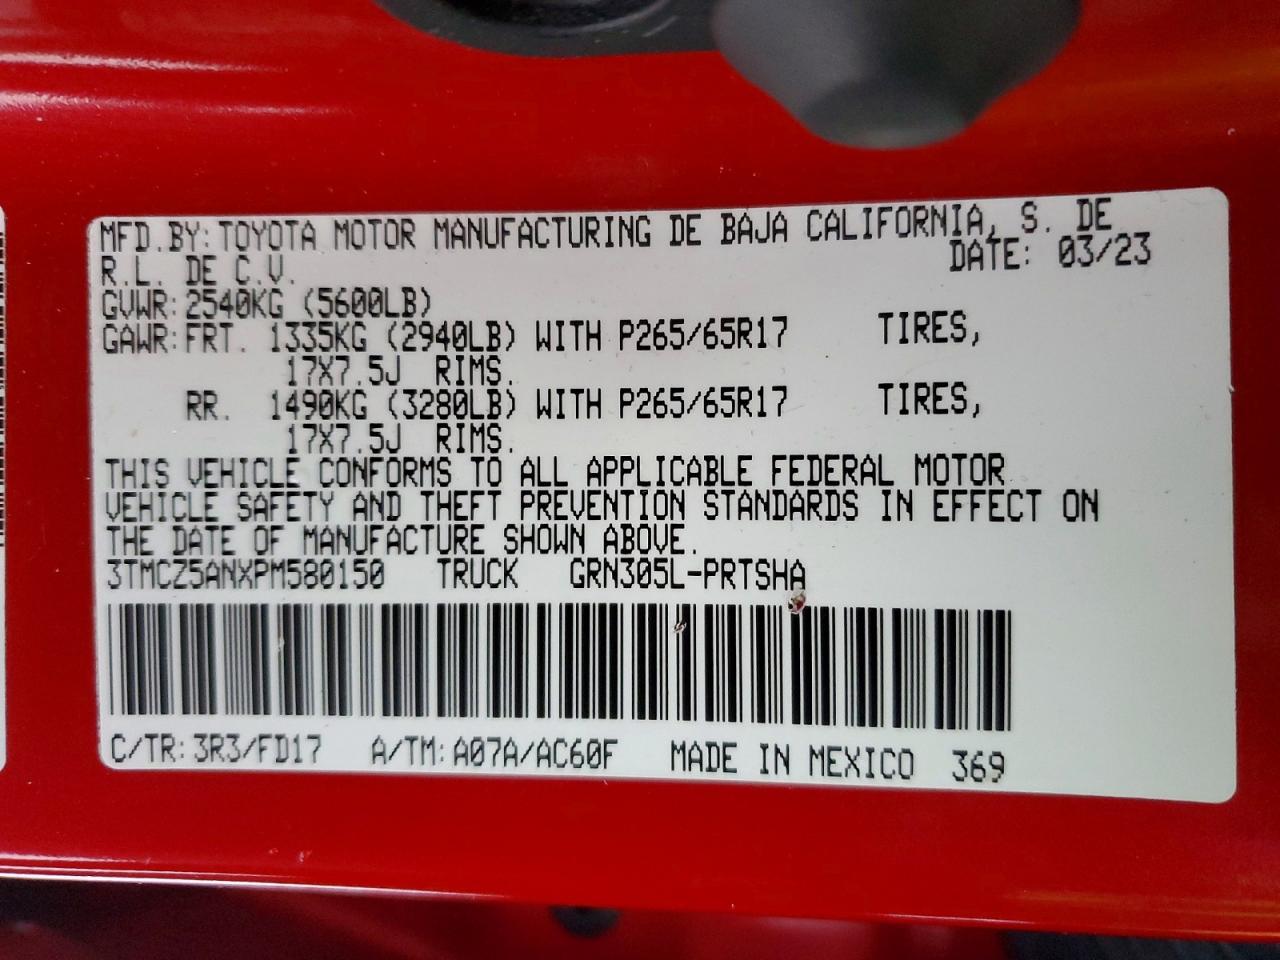 MFD.BY:TOYOTA MOTOR MANUFACTURING DE BAJA CALIFORNIA, S. DE
R.L. DE C.V. DATE: 03/23
GVWR:2540KG (5600LB)
GAWR:FRT. 1335KG (2940LB) WITH P265/65R17 TIRES,
17X7.5J RIMS.
RR. 1490KG (3280LB) WITH P265/65R17 TIRES,
17X7.5J RIMS.
THIS VEHICLE CONFORMS TO ALL APPLICABLE FEDERAL MOTOR
VEHICLE SAFETY AND THEFT PREVENTION STANDARDS IN EFFECT ON
THE DATE OF MANUFACTURE SHOWN ABOVE.
3TMCZ5ANXPM580150 TRUCK GRN305L-PRTSHA
C/TR:3R3/FD17 A/TM:A07A/AC60F MADE IN MEXICO 369